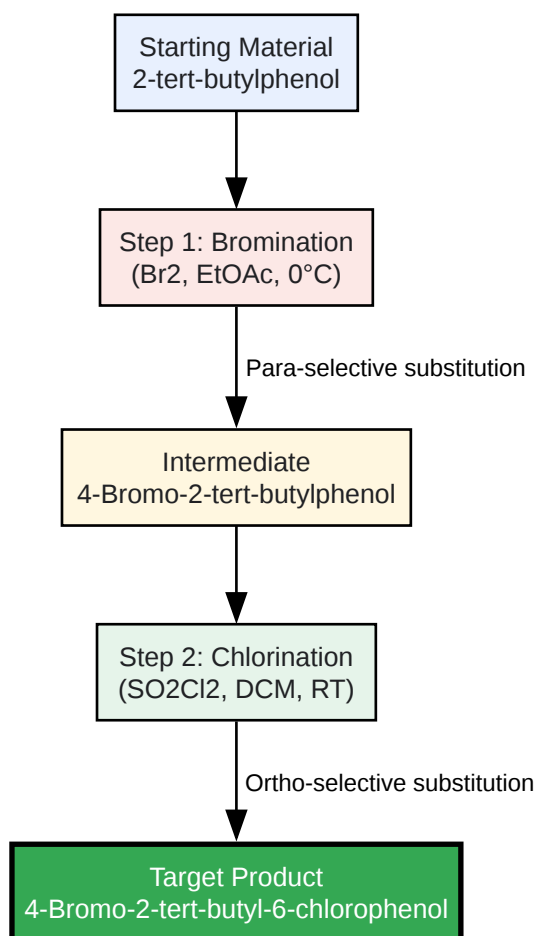 Starting Material
2-tert-butylphenol
Step 1: Bromination
(Br2, EtOAc, 0°C)
Para-selective substitution
Intermediate
4-Bromo-2-tert-butylphenol
Step 2: Chlorination
(SO2Cl2, DCM, RT)
Ortho-selective substitution
Target Product
4-Bromo-2-tert-butyl-6-chlorophenol